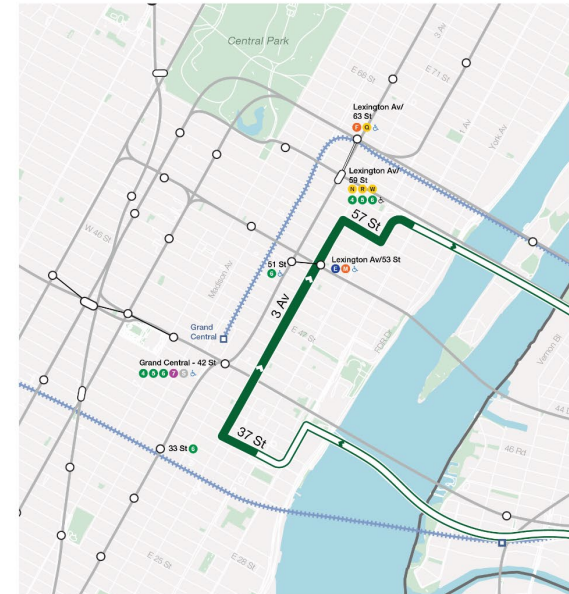 Central Park
3 Av
E 68 St
E 71 St
1 Av
York Av
Lexington Av/
63 St
F Q
Lexington Av/
59 St
N R W
4 5 6
57 St
W 46 St
Madison Av
51 St
6
Lexington Av/53 St
E M
3 Av
E 49 St
FDR Dr
Vernon Bl
Grand
Central
Grand Central - 42 St
4 5 6 7 S
37 St
44 D
46 Rd
33 St 6
E 25 St
E 28 St